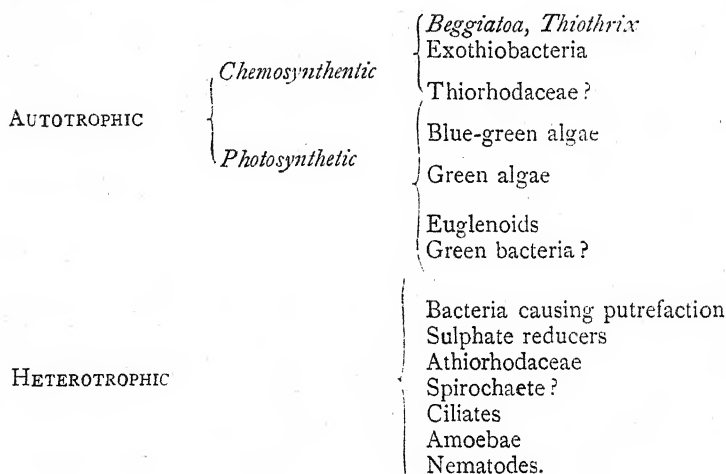 Beggiatoa, Thiothrix
Exothiobacteria
Chemosynthentic
Thiorhodaceae ?
AUTOTROPHIC
Blue-green algae
Photosynthetic
Green algae
Euglenoids
Green bacteria ?
Bacteria causing putrefaction
Sulphate reducers
Athiorhodaceae
HETEROTROPHIC
Spirochaete ?
Ciliates
Amoebae
Nematodes.